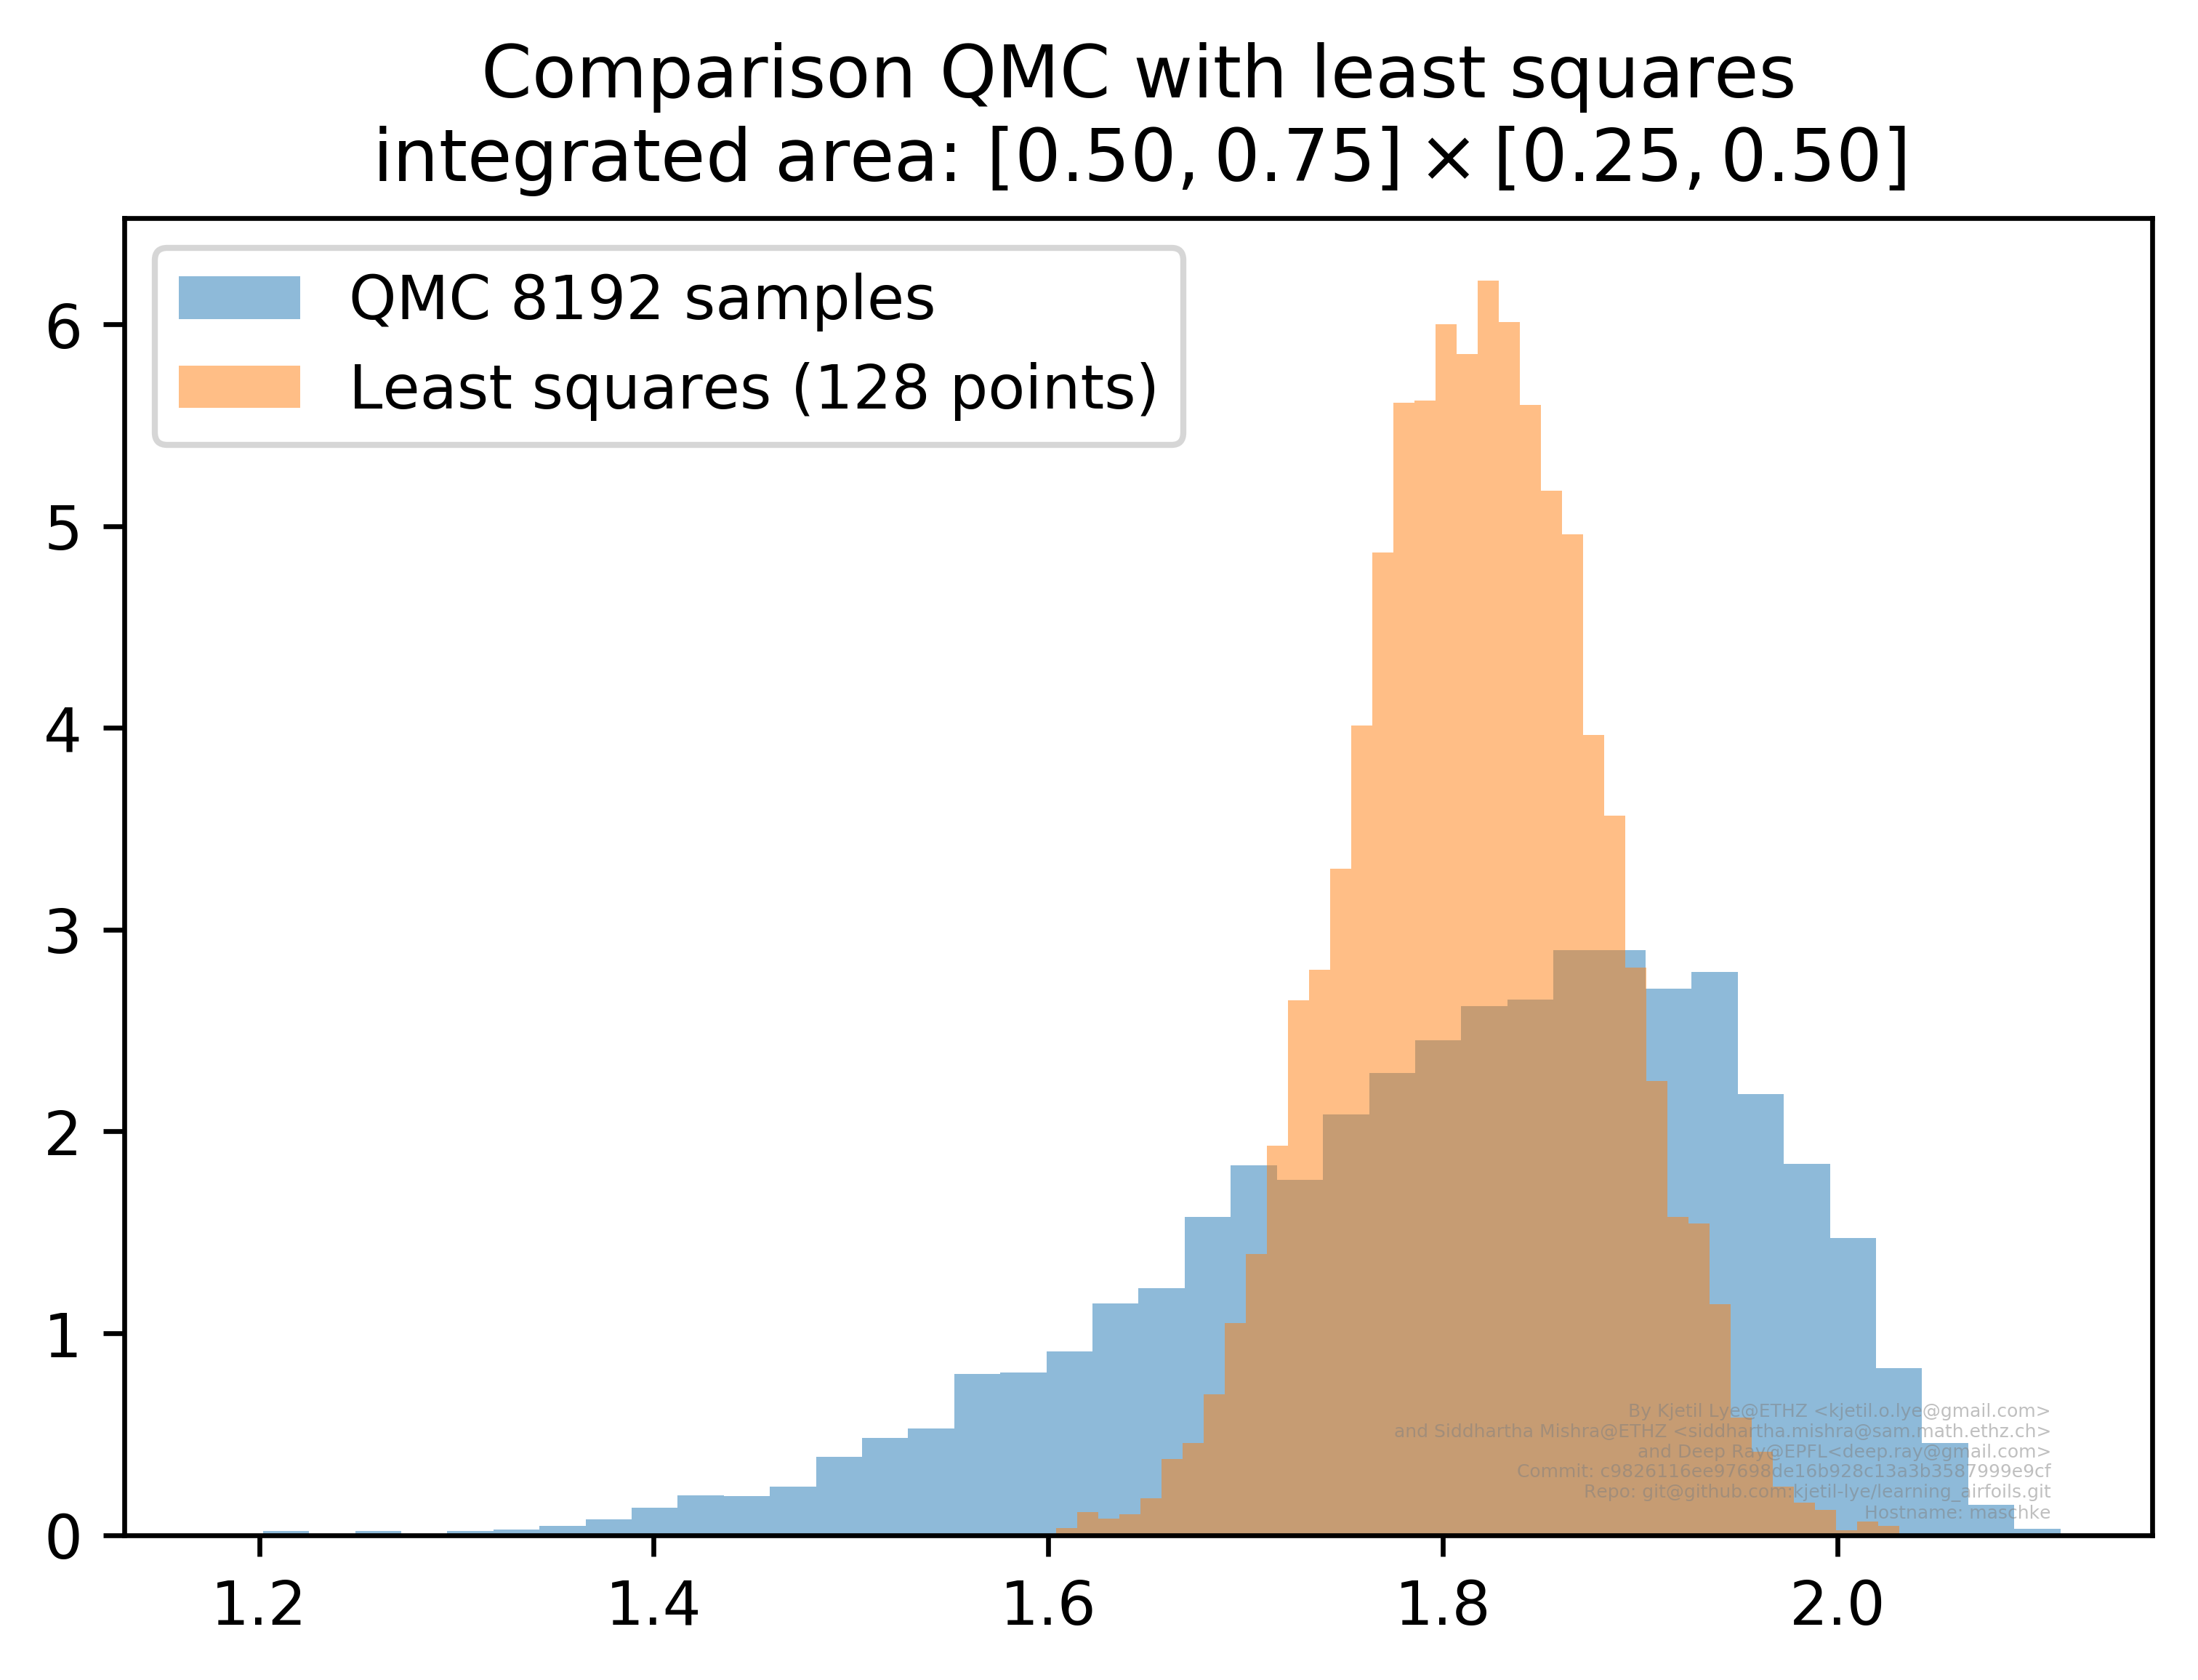 Comparison QMC with least squares
integrated area: [0.50, 0.75] × [0.25, 0.50]
QMC 8192 samples
Least squares (128 points)
6
5
4
3
2
1
0
1.2 1.4 1.6 1.8 2.0
By Kjetil Lye@ETHZ <kjetil.o.lye@gmail.com>
and Siddhartha Mishra@ETHZ <siddhartha.mishra@sam.math.ethz.ch>
and Deep Ray@EPFL<deep.ray@gmail.com>
Commit: c9826116ee97698de16b928c13a3b3587999e9cf
Repo: git@github.com:kjetil-lye/learning_airfoils.git
Hostname: maschke